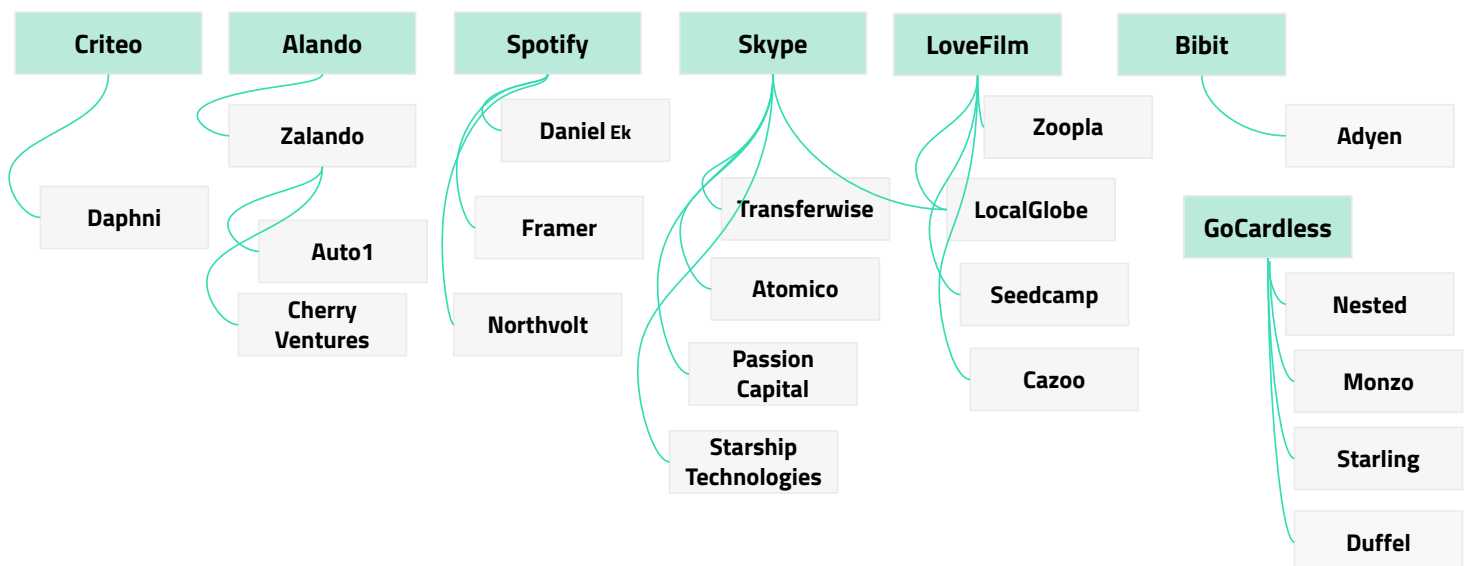 Criteo
Alando
Spotify
Skype
LoveFilm
Bibit
Zalando
Daniel Ek
Zoopla
Adyen
Daphni
Transferwise
LocalGlobe
Framer
GoCardless
Auto1
Atomico
Seedcamp
Nested
Cherry
Ventures
Northvolt
Passion
Capital
Cazoo
Monzo
Starship
Technologies
Starling
Duffel